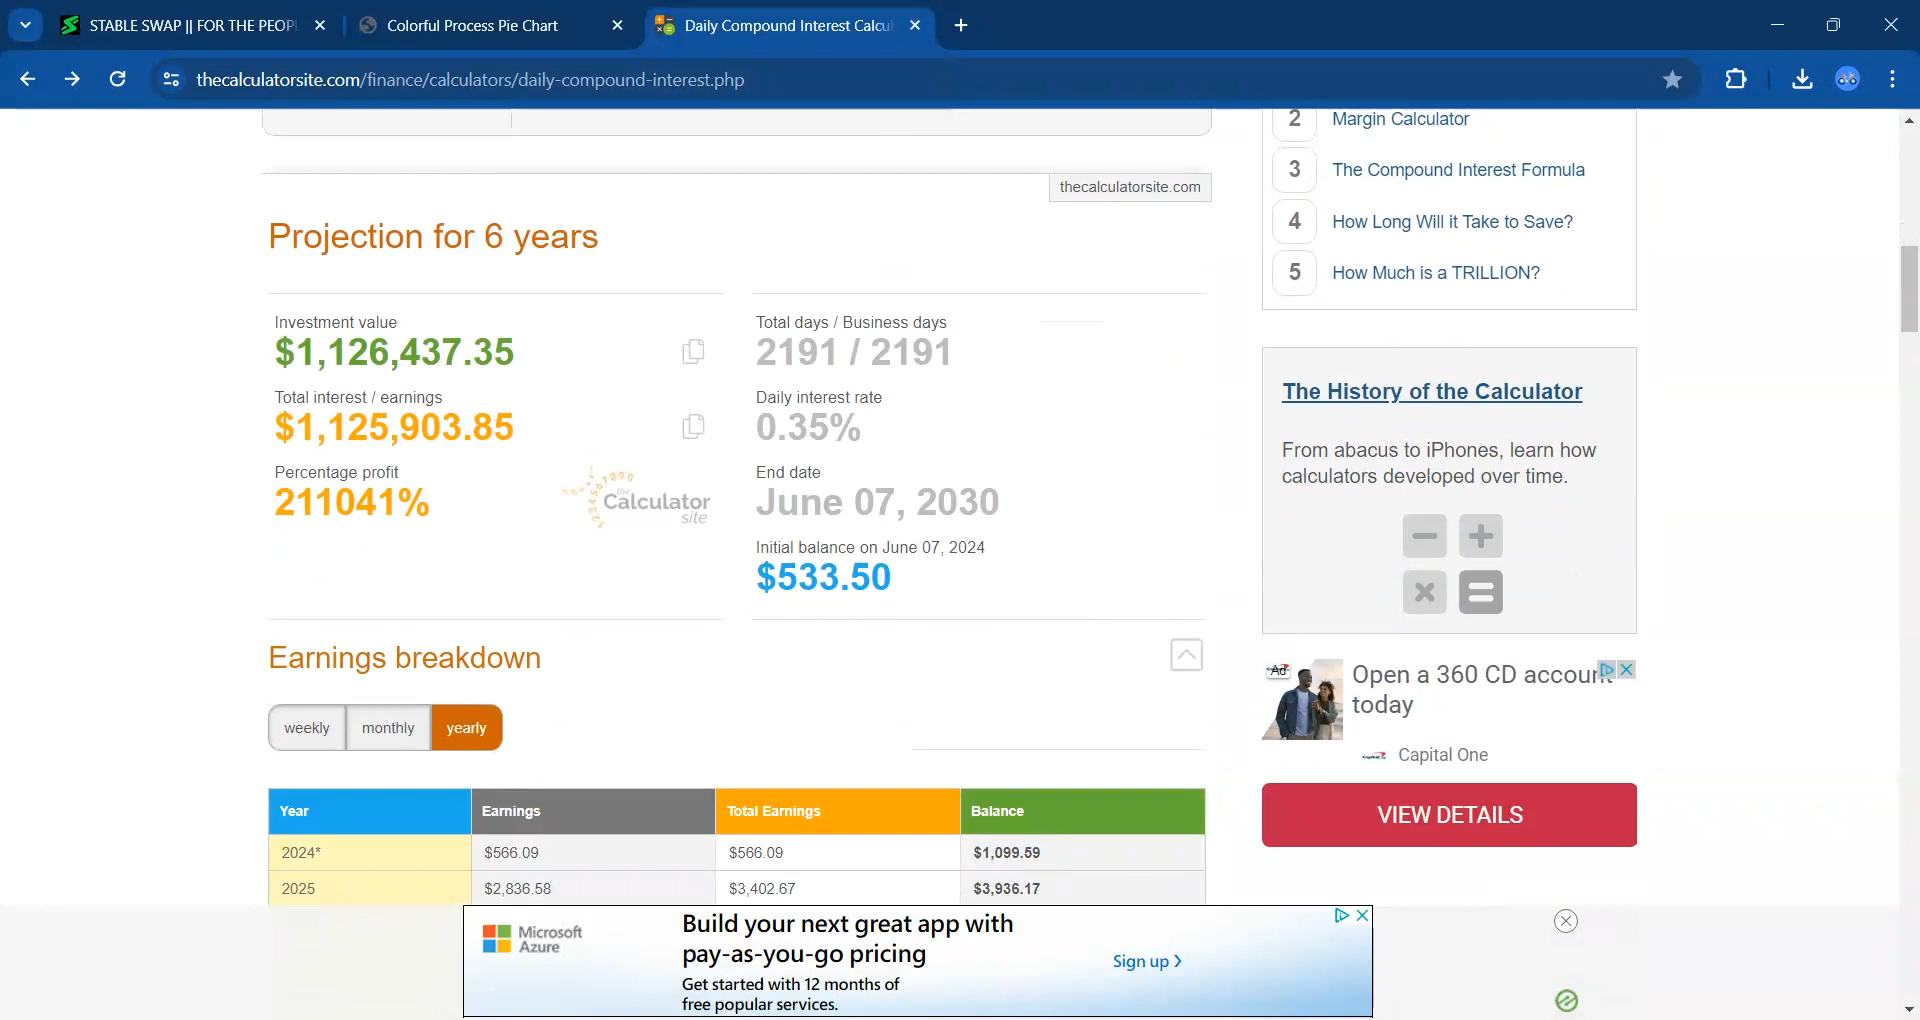 STABLE SWAP || FOR THE PEOPL
Colorful Process Pie Chart
Daily Compound Interest Calcu
thecalculatorsite.com/finance/calculators/daily-compound-interest.php
2 Margin Calculator
3 The Compound Interest Formula
4 How Long Will it Take to Save?
5 How Much is a TRILLION?
thecalculatorsite.com
Projection for 6 years
Investment value
$1,126,437.35
Total interest / earnings
$1,125,903.85
Percentage profit
211041%
1234567890
the
Calculator
site
Total days / Business days
2191 / 2191
Daily interest rate
0.35%
End date
June 07, 2030
Initial balance on June 07, 2024
$533.50
The History of the Calculator
From abacus to iPhones, learn how
calculators developed over time.
Earnings breakdown
weekly monthly yearly
Year Earnings Total Earnings Balance
2024* $566.09 $566.09 $1,099.59
2025 $2,836.58 $3,402.67 $3,936.17
Ad
Open a 360 CD account
today
Capital One
VIEW DETAILS
Microsoft
Azure
Build your next great app with
pay-as-you-go pricing
Get started with 12 months of
free popular services.
Sign up >